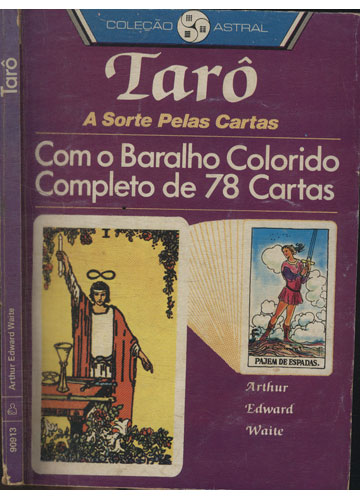 COLEÇÃO ASTRAL
Tarô
A Sorte Pelas Cartas
Com o Baralho Colorido
Completo de 78 Cartas
I
PAJEM DE ESPADAS.
Arthur
Edward
Waite
Tarô
Arthur Edward Waite
90913